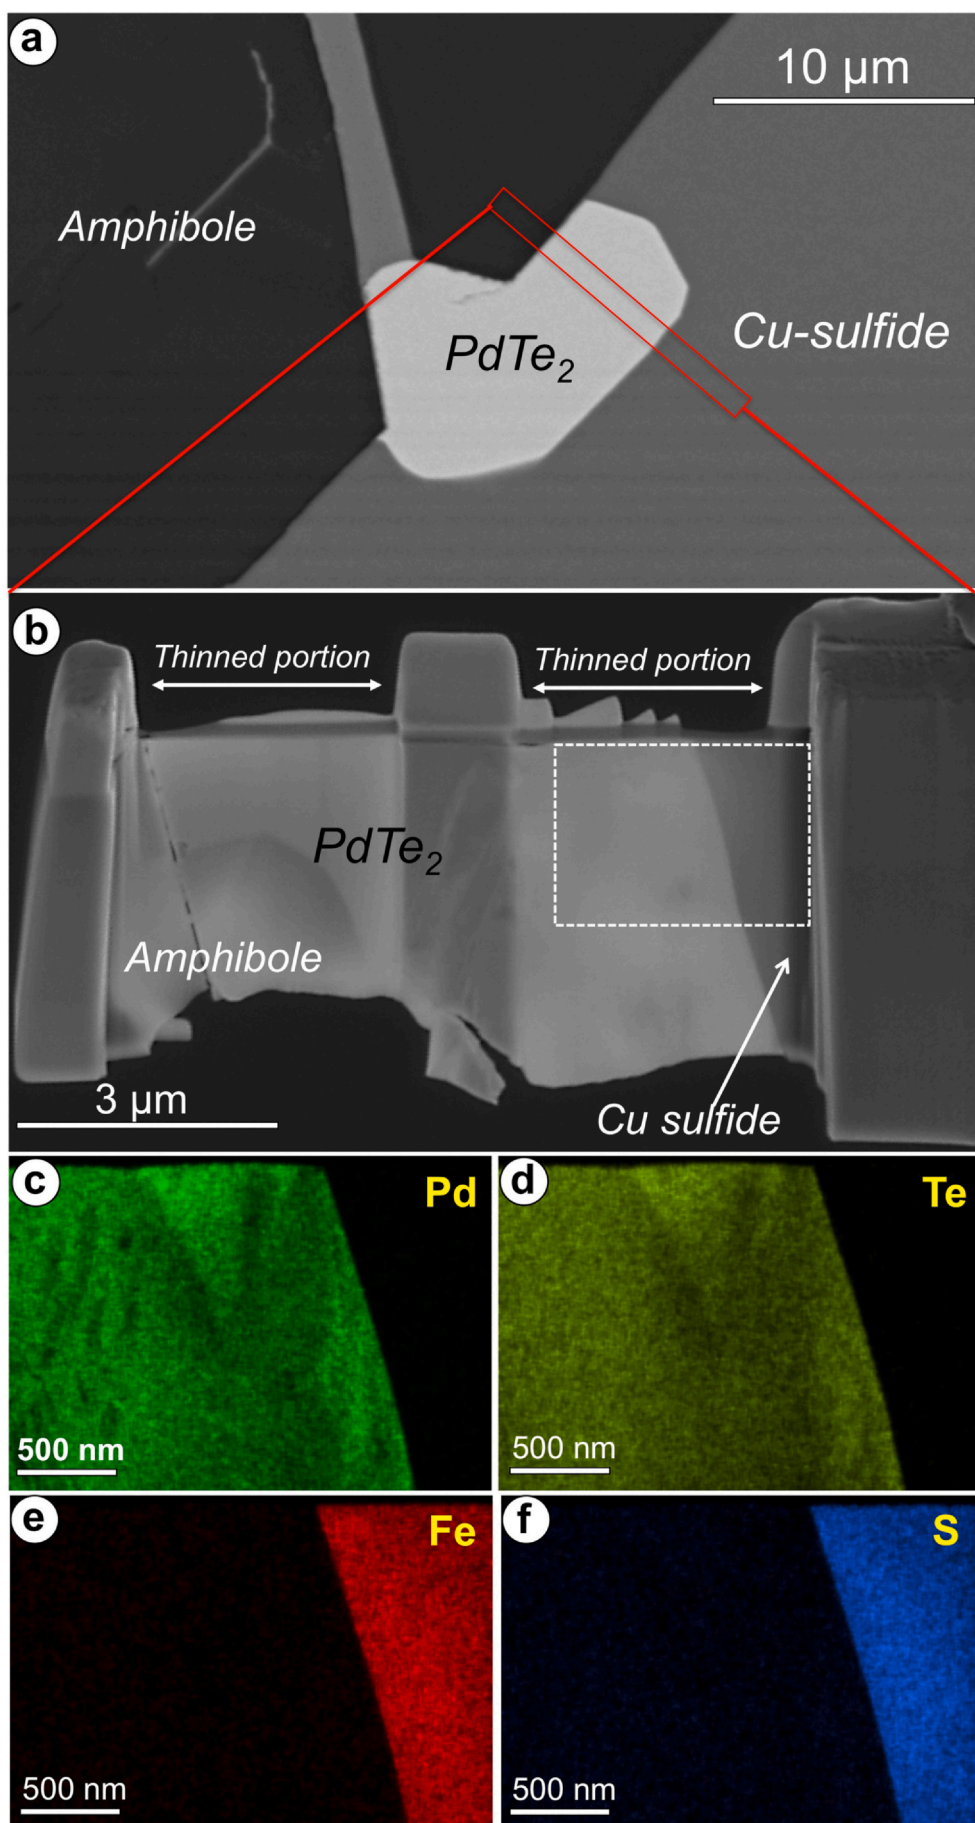 a
10 µm
Amphibole
PdTe₂
Cu-sulfide
b
Thinned portion
Thinned portion
PdTe₂
Amphibole
3 µm
Cu sulfide
c
Pd
500 nm
d
Te
500 nm
e
Fe
500 nm
f
S
500 nm